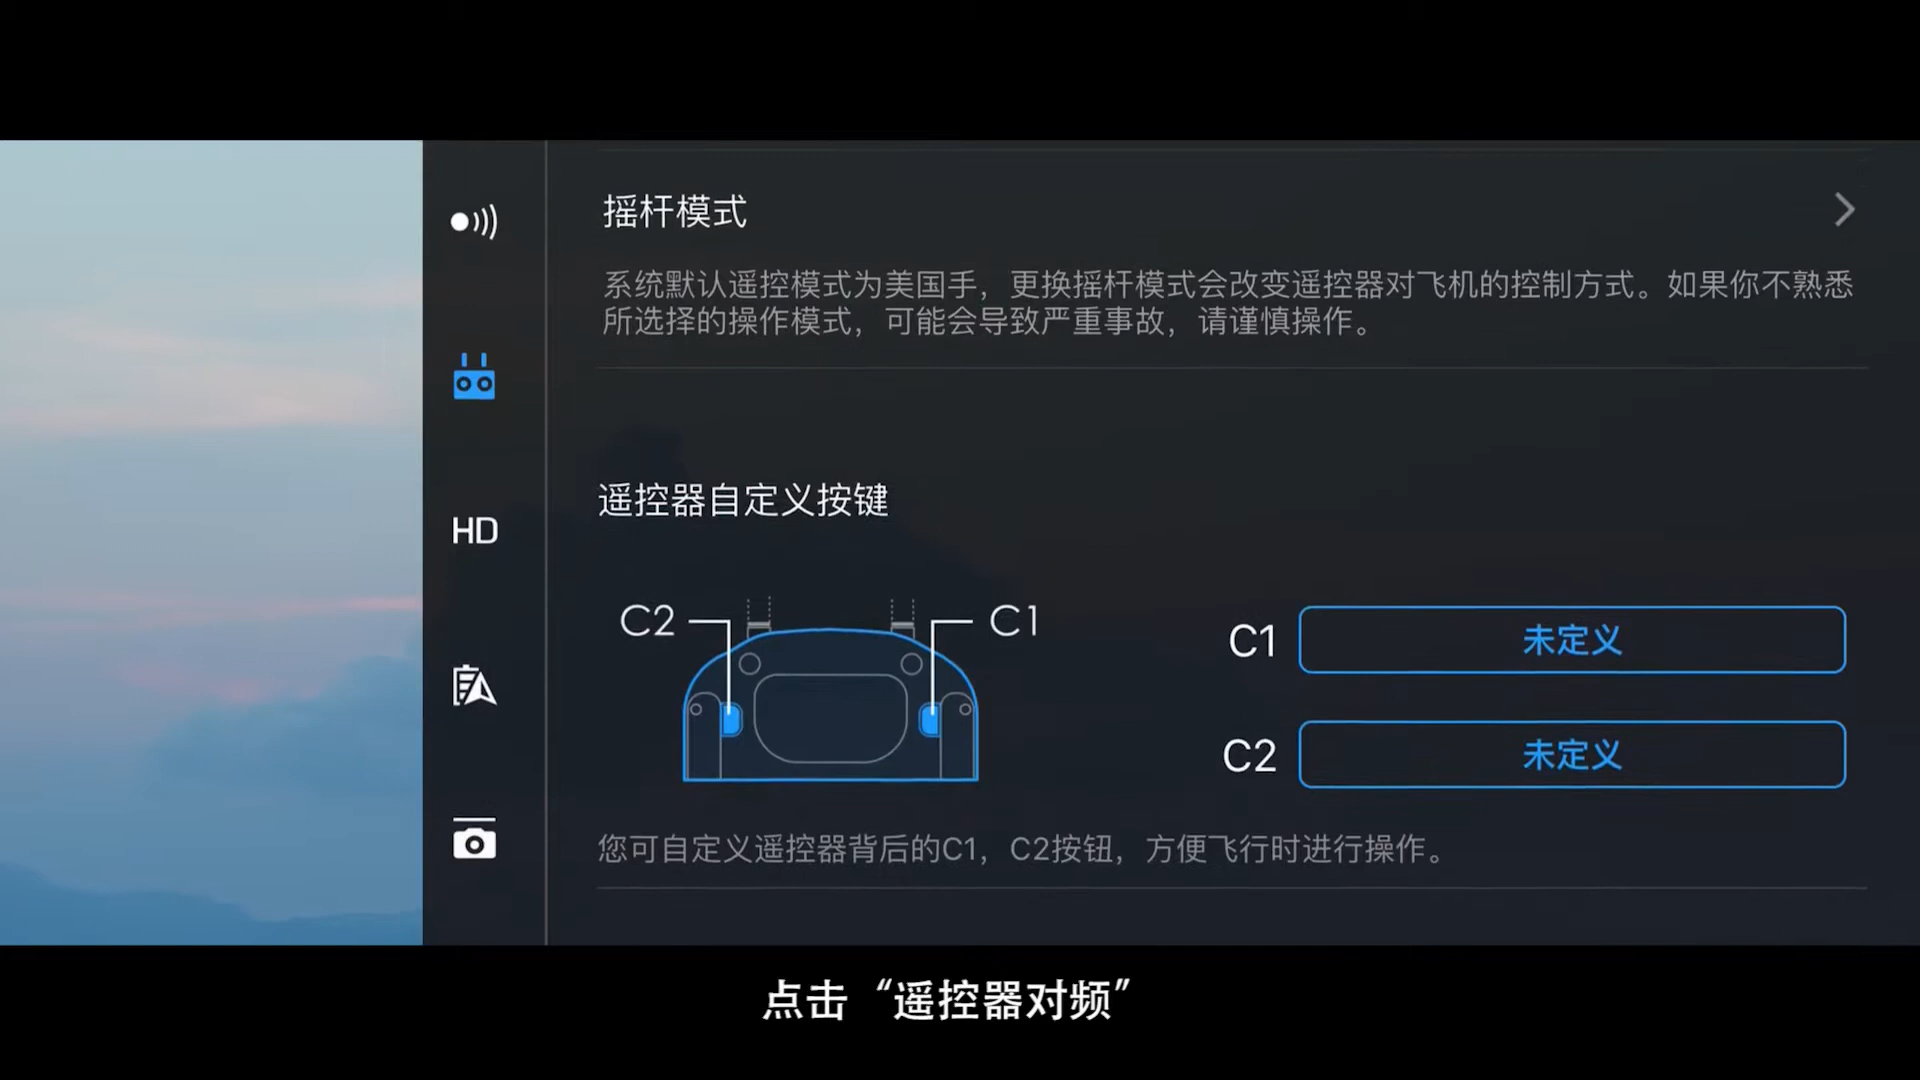 摇杆模式
系统默认遥控模式为美国手，更换摇杆模式会改变遥控器对飞机的控制方式。如果你不熟悉
所选择的操作模式，可能会导致严重事故，请谨慎操作。
HD
遥控器自定义按键
C2
C1
C1 未定义
C2 未定义
您可自定义遥控器背后的C1，C2按钮，方便飞行时进行操作。
点击“遥控器对频”